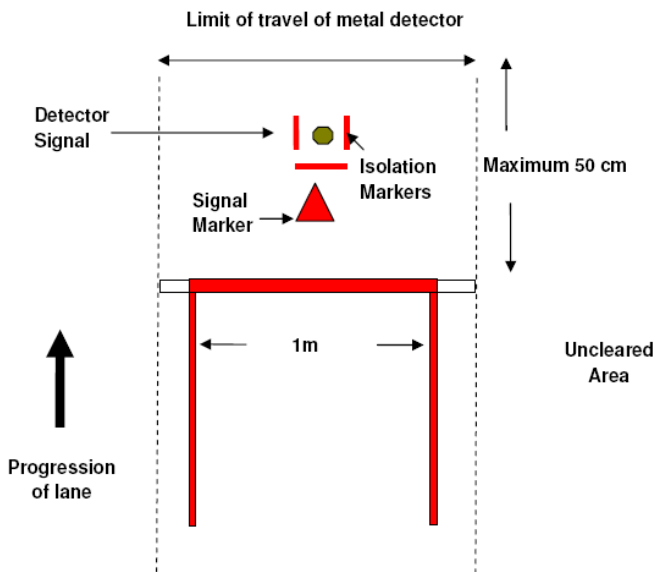 Limit of travel of metal detector
Detector
Signal
Isolation
Markers
Maximum 50 cm
Signal
Marker
1m
Uncleared
Area
Progression
of lane